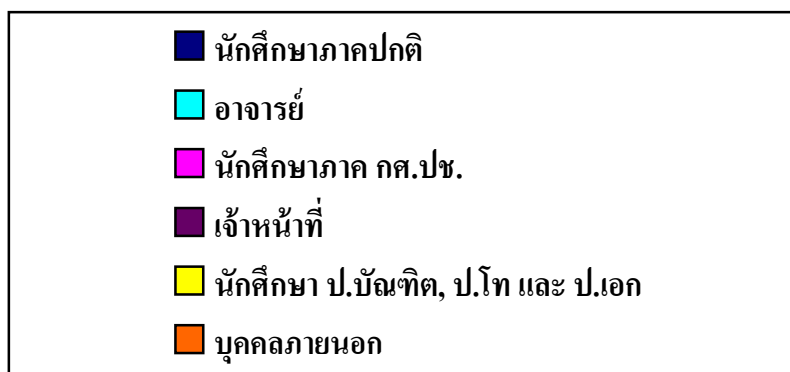 นักศึกษาภาคปกติ
อาจารย์
นักศึกษาภาค กศ.ปช.
เจ้าหน้าที่
นักศึกษา ป.บัณฑิต, ป.โท และ ป.เอก
บุคคลภายนอก